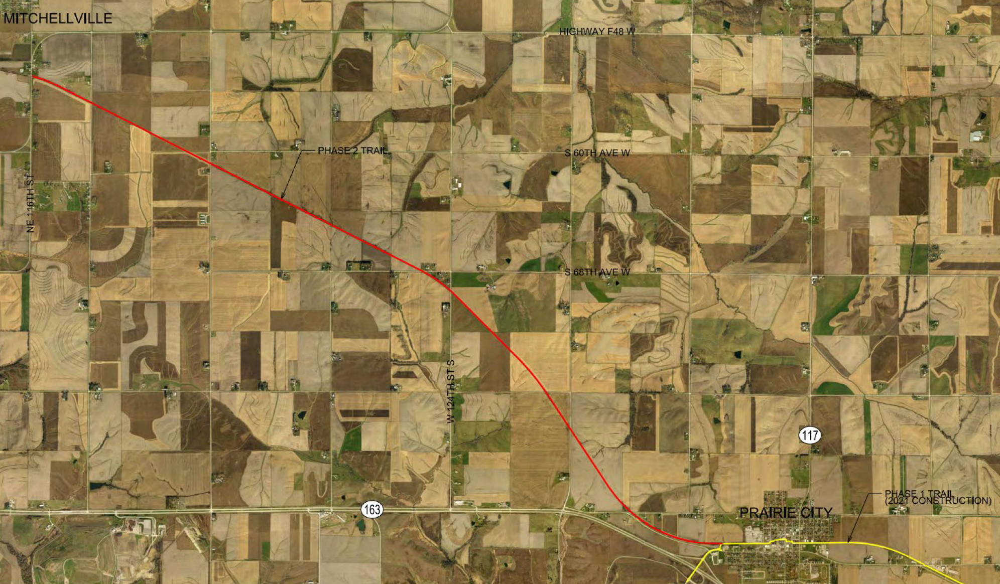 MITCHELLVILLE
HIGHWAY F48 W
PHASE 2 TRAIL
S 60TH AVE W
NE 116TH ST
S 68TH AVE W
W 124TH ST S
117
163
PRAIRIE CITY
PHASE 1 TRAIL
(2021 CONSTRUCTION)